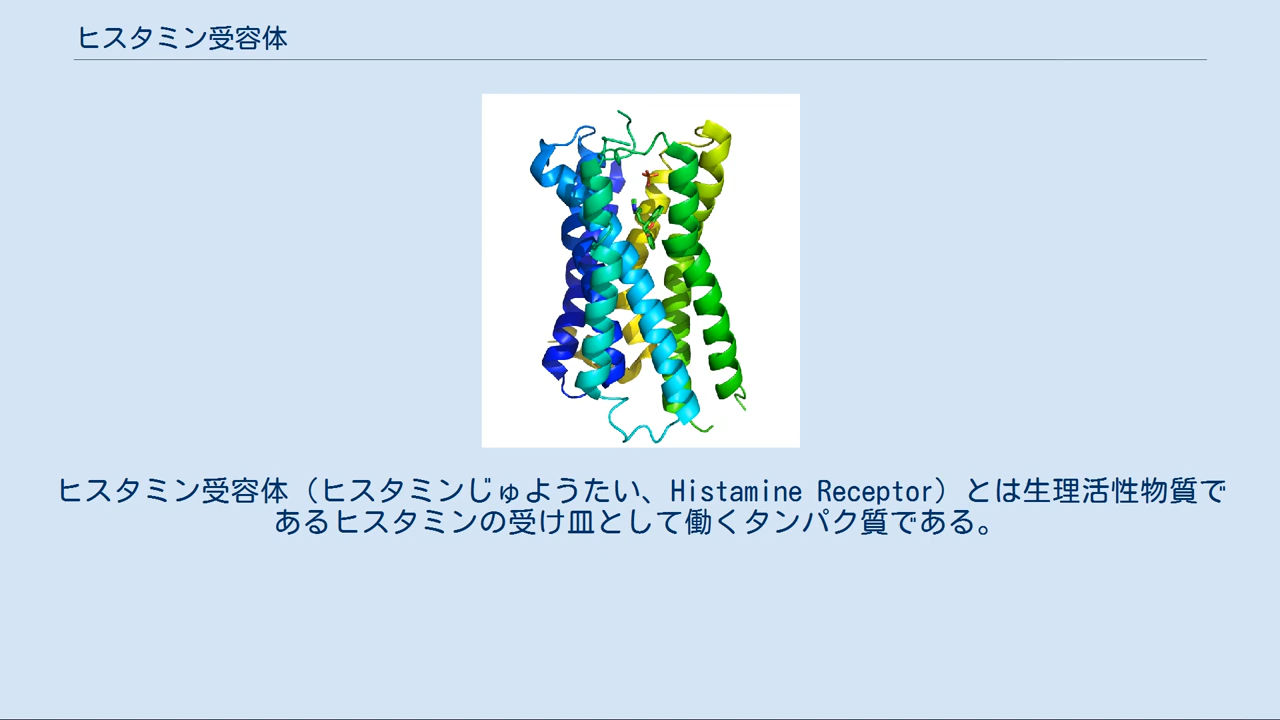 ヒスタミン受容体
ヒスタミン受容体（ヒスタミンじゅようたい、Histamine Receptor）とは生理活性物質で
あるヒスタミンの受け皿として働くタンパク質である。